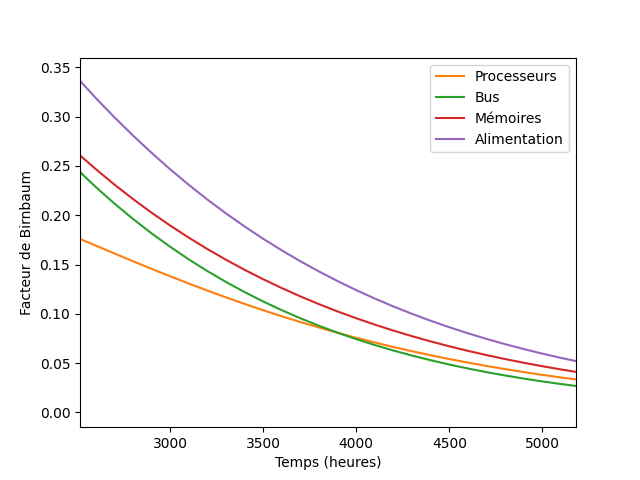 Processeurs
Bus
Mémoires
Alimentation
0.35
0.30
0.25
0.20
0.15
0.10
0.05
0.00
Facteur de Birnbaum
3000 3500 4000 4500 5000
Temps (heures)